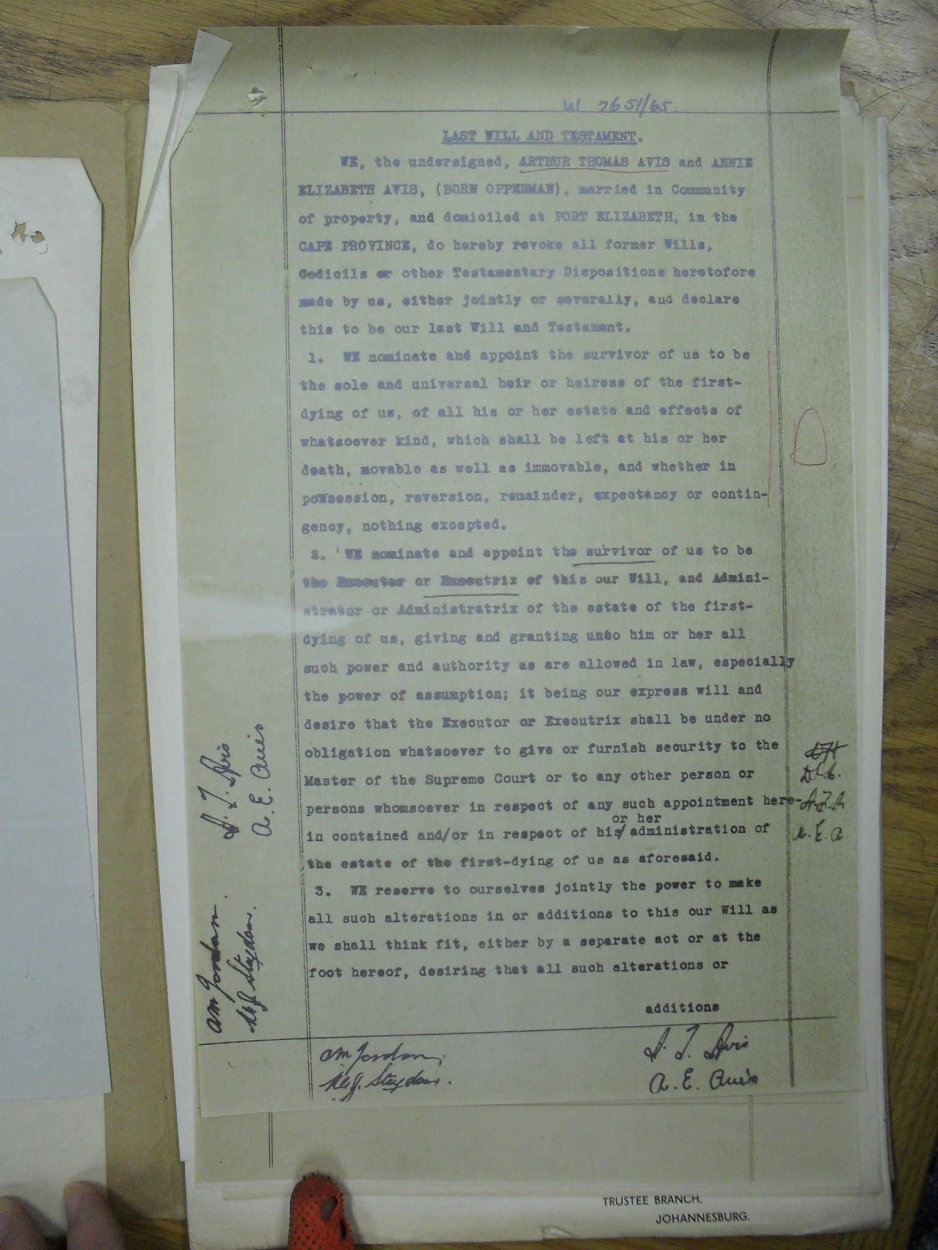 W 7651/65
LAST WILL AND TESTAMENT.
WE, the undersigned, ARTHUR THOMAS AVIS and ANNIE
ELIZABETH AVIS, (BORN OPPERMAN), married in Community
of property, and domiciled at PORT ELIZABETH, in the
CAPE PROVINCE, do hereby revoke all former Wills,
Codicils or other Testamentary Dispositions heretofore
made by us, either jointly or severally, and declare
this to be our last Will and Testament.
1. WE nominate and appoint the survivor of us to be
the sole and universal heir or heiress of the first-
dying of us, of all his or her estate and effects of
whatsoever kind, which shall be left at his or her
death, movable as well as immovable, and whether in
possession, reversion, remainder, expectancy or contin-
gency, nothing excepted.
2. WE nominate and appoint the survivor of us to be
the Executor or Executrix of this our Will, and Admini-
strator or Administratrix of the estate of the first-
dying of us, giving and granting unto him or her all
such power and authority as are allowed in law, especially
the power of assumption; it being our express will and
desire that the Executor or Executrix shall be under no
obligation whatsoever to give or furnish security to the
Master of the Supreme Court or to any other person or
persons whomsoever in respect of any such appointment here-
or her
in contained and/or in respect of his/ administration of
the estate of the first-dying of us as aforesaid.
3. WE reserve to ourselves jointly the power to make
all such alterations in or additions to this our Will as
we shall think fit, either by a separate act or at the
foot hereof, desiring that all such alterations or
additions
A. T. A.
A. E. A
A. T. Avis
A. E. Avis
AM Jordan.
AM Jordan,
A. T. Avis
A. E. Avis
TRUSTEE BRANCH,
JOHANNESBURG.